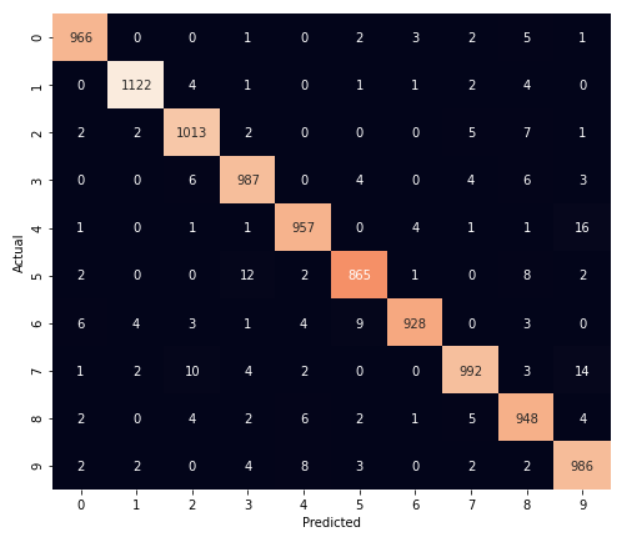 0 966 0 0 1 0 2 3 2 5 1
1 0 1122 4 1 0 1 1 2 4 0
2 2 2 1013 2 0 0 0 5 7 1
3 0 0 6 987 0 4 0 4 6 3
4 1 0 1 1 957 0 4 1 1 16
Actual
5 2 0 0 12 2 865 1 0 8 2
6 6 4 3 1 4 9 928 0 3 0
7 1 2 10 4 2 0 0 992 3 14
8 2 0 4 2 6 2 1 5 948 4
9 2 2 0 4 8 3 0 2 2 986
0 1 2 3 4 5 6 7 8 9
Predicted